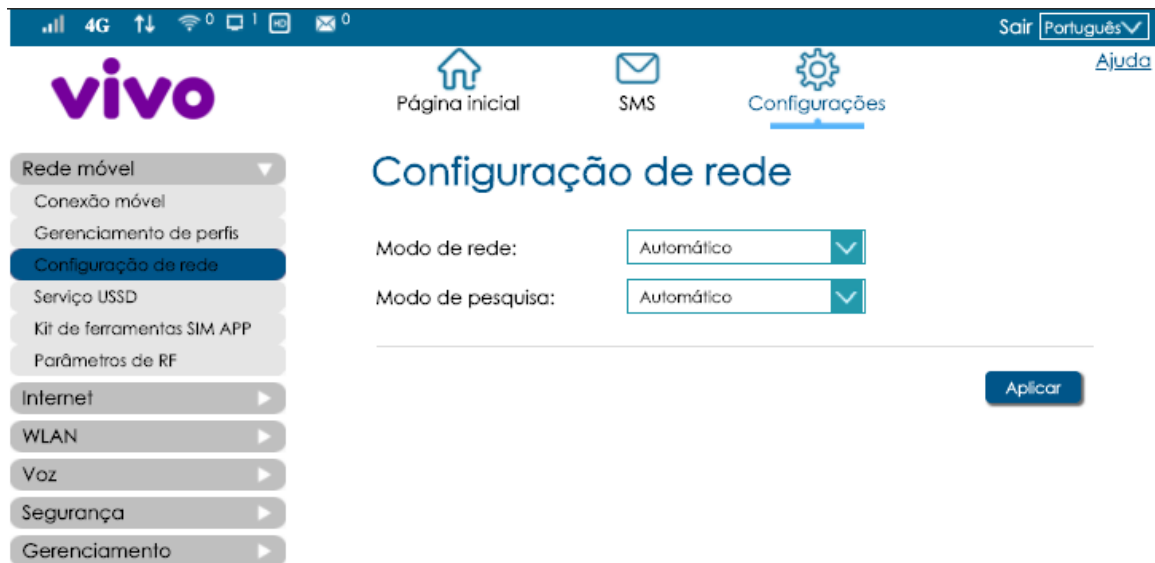 4G 0 1 HD 0 Sair Português
Ajuda
vivo
Página inicial SMS Configurações
Rede móvel
Conexão móvel
Gerenciamento de perfis
Configuração de rede
Serviço USSD
Kit de ferramentas SIM APP
Parâmetros de RF
Internet
WLAN
Voz
Segurança
Gerenciamento
Configuração de rede
Modo de rede: Automático
Modo de pesquisa: Automático
Aplicar